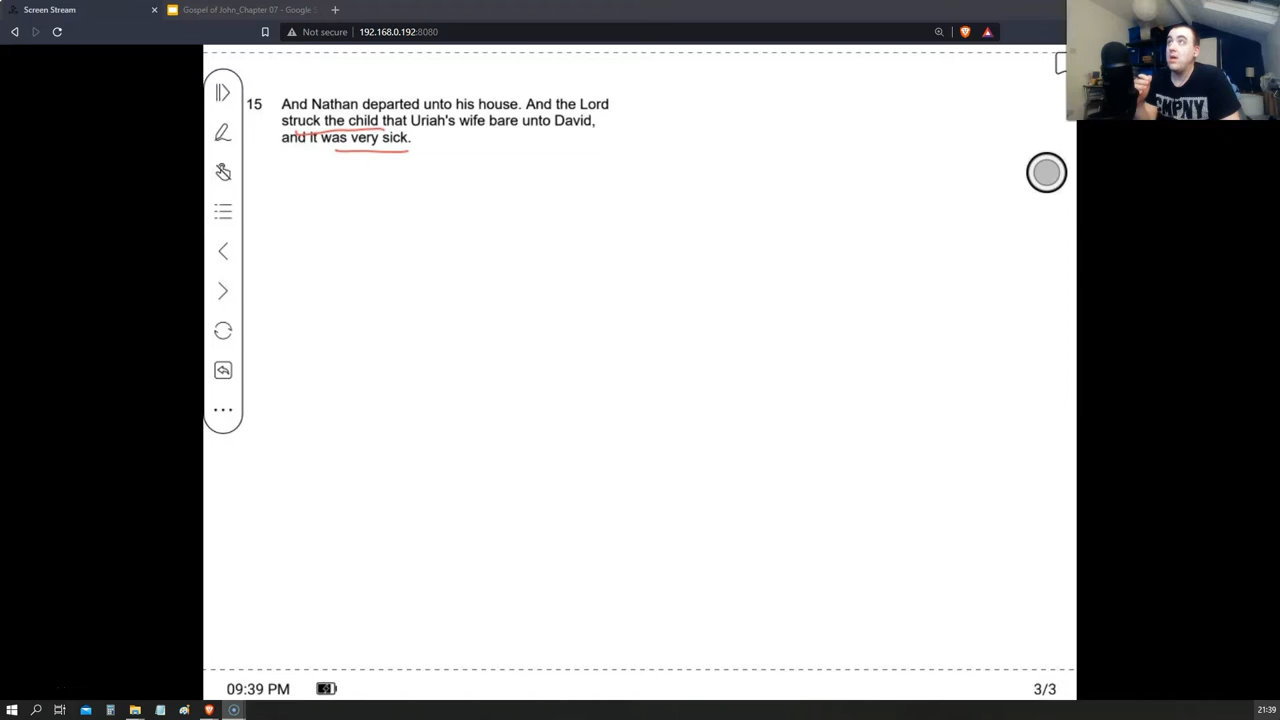 Screen Stream
Gospel of John_Chapter 07 - Google S
Not secure 192.168.0.192:8080
15 And Nathan departed unto his house. And the Lord
struck the child that Uriah's wife bare unto David,
and it was very sick.
CMPNY
09:39 PM
3/3
21:39